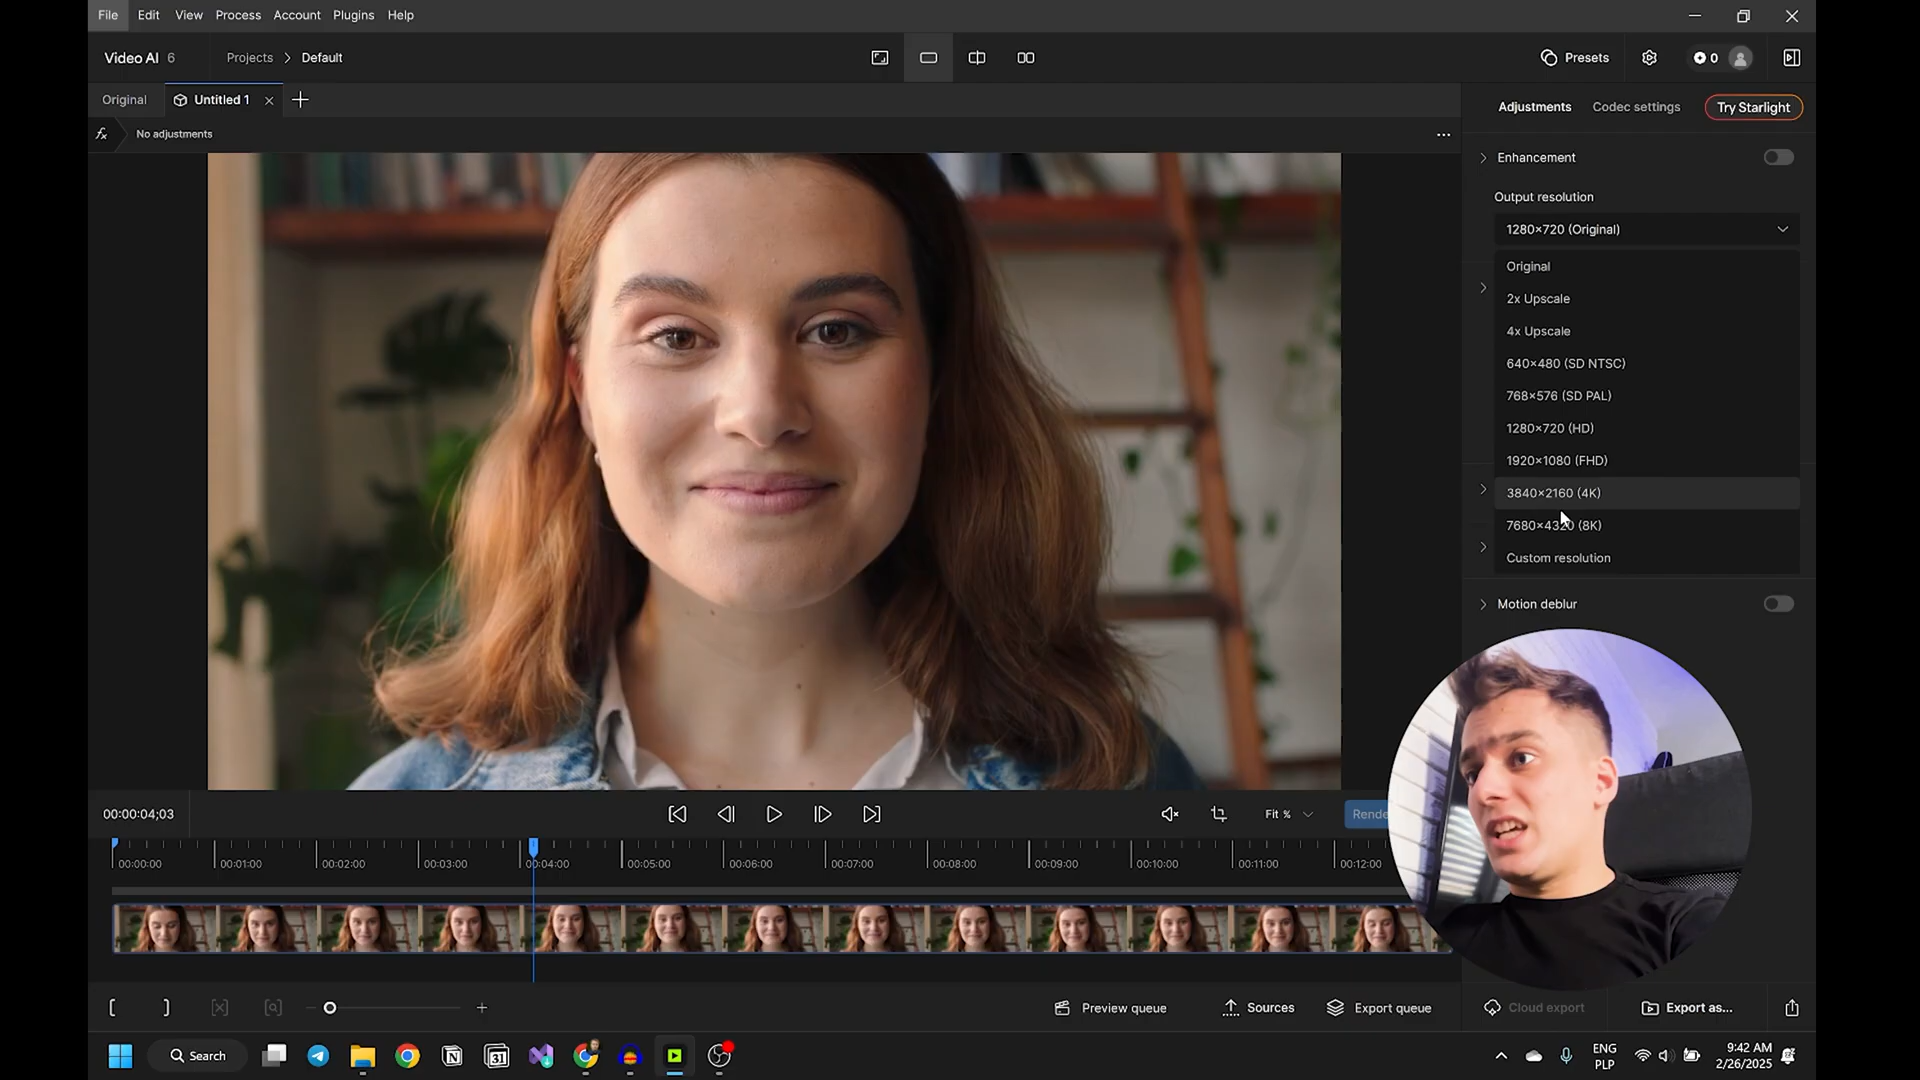 File Edit View Process Account Plugins Help
Video AI 6 Projects Default Presets 0
Original Untitled 1 Adjustments Codec settings Try Starlight
fx No adjustments
Enhancement
Output resolution
1280×720 (Original)
Original
2x Upscale
4x Upscale
640×480 (SD NTSC)
768×576 (SD PAL)
1280×720 (HD)
1920×1080 (FHD)
3840×2160 (4K)
7680×4320 (8K)
Custom resolution
Motion deblur
00:00:04;03 Fit %
00:00:00 00:01:00 00:02:00 00:03:00 00:04:00 00:05:00 00:06:00 00:07:00 00:08:00 00:09:00 00:10:00 00:11:00 00:12:00
Preview queue Sources Export queue Cloud export Export as...
Search 31 ENG 9:42 AM
PLP 2/26/2025